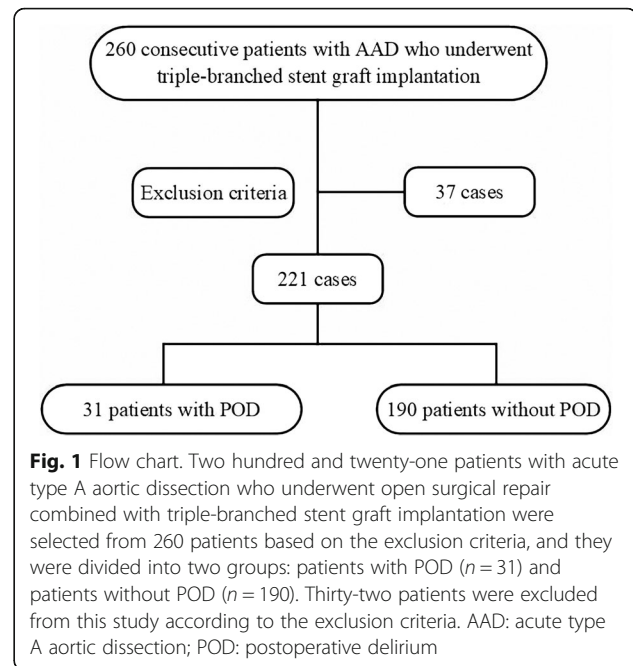 260 consecutive patients with AAD who underwent
triple-branched stent graft implantation
Exclusion criteria
37 cases
221 cases
31 patients with POD
190 patients without POD
Fig. 1 Flow chart. Two hundred and twenty-one patients with acute
type A aortic dissection who underwent open surgical repair
combined with triple-branched stent graft implantation were
selected from 260 patients based on the exclusion criteria, and they
were divided into two groups: patients with POD (n = 31) and
patients without POD (n = 190). Thirty-two patients were excluded
from this study according to the exclusion criteria. AAD: acute type
A aortic dissection; POD: postoperative delirium